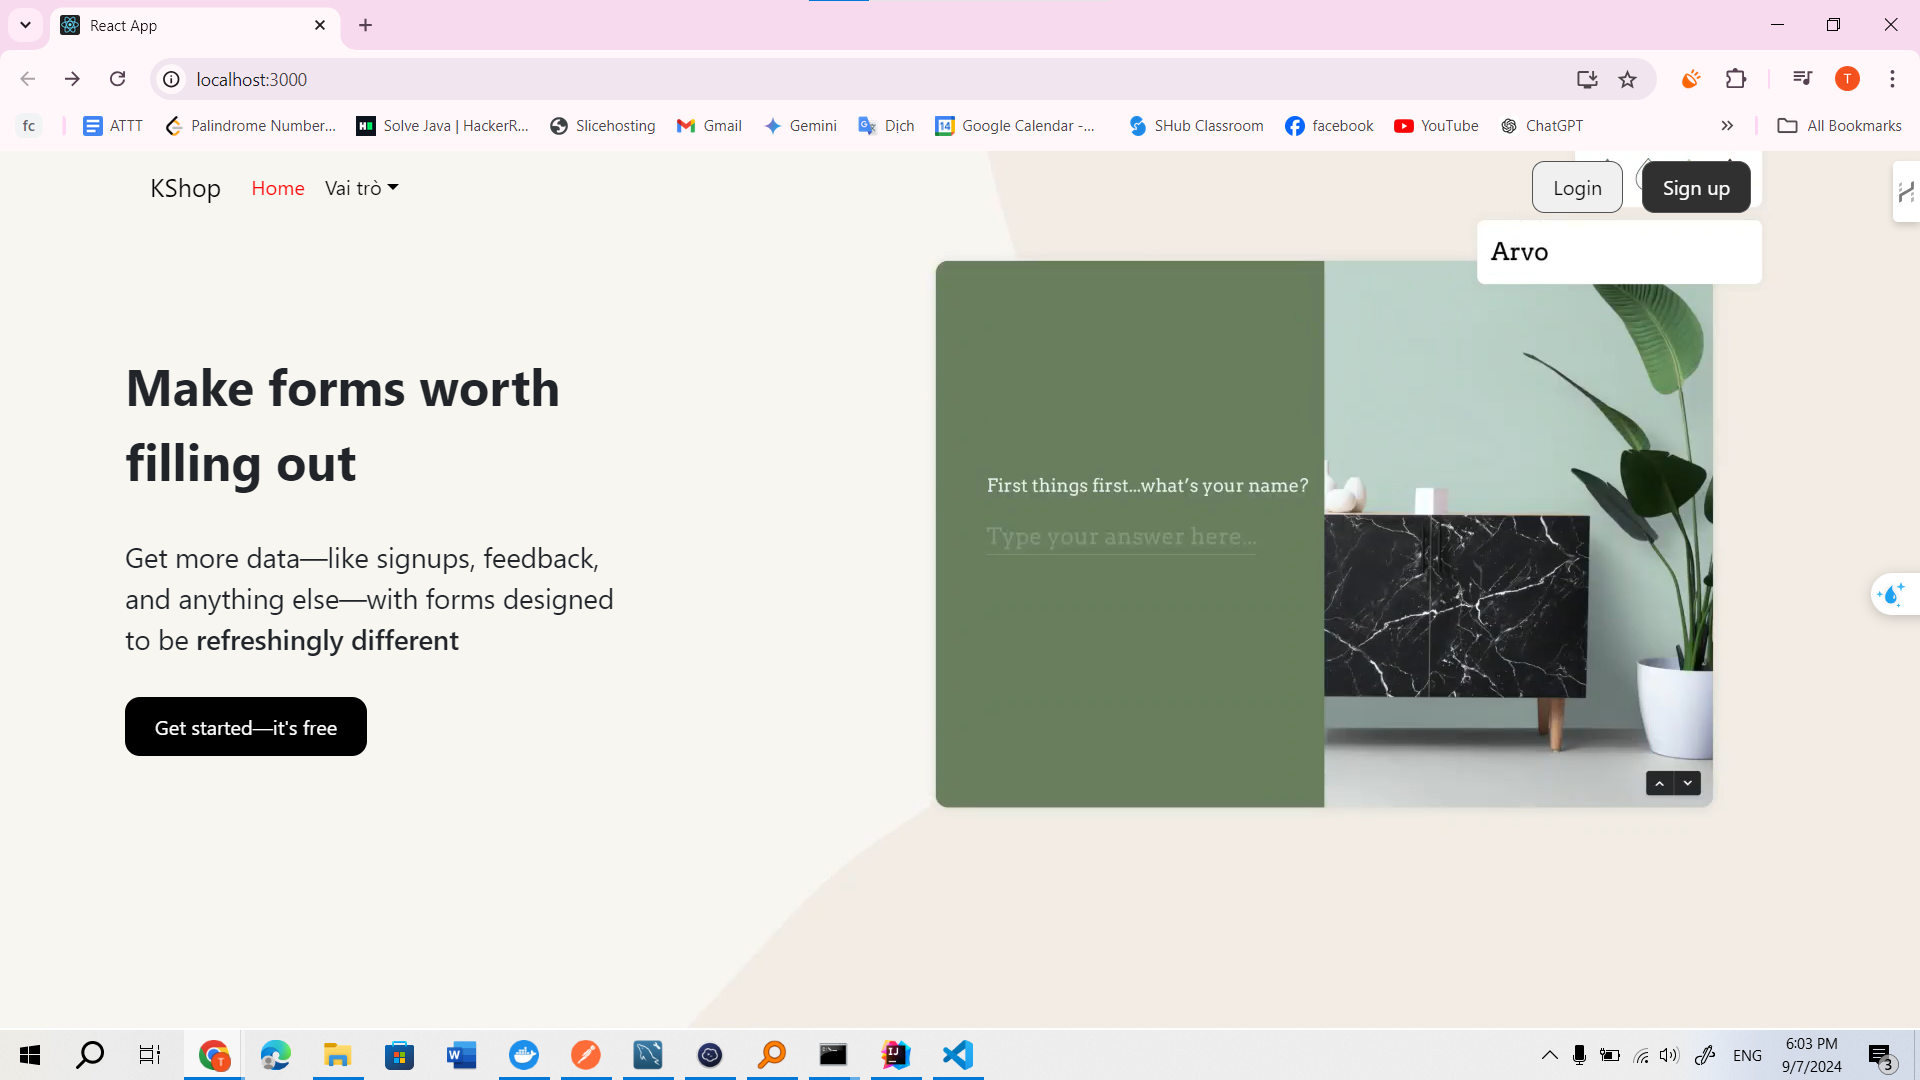 React App
localhost:3000
T
fc
ATTT
Palindrome Number...
Solve Java | HackerR...
Slicehosting
Gmail
Gemini
Dịch
Google Calendar -...
SHub Classroom
facebook
YouTube
ChatGPT
All Bookmarks
KShop
Home
Vai trò
Login
Sign up
Arvo
Make forms worth
filling out
First things first...what's your name?
Type your answer here...
Get more data—like signups, feedback,
and anything else—with forms designed
to be refreshingly different
Get started—it's free
ENG
6:03 PM
9/7/2024
3